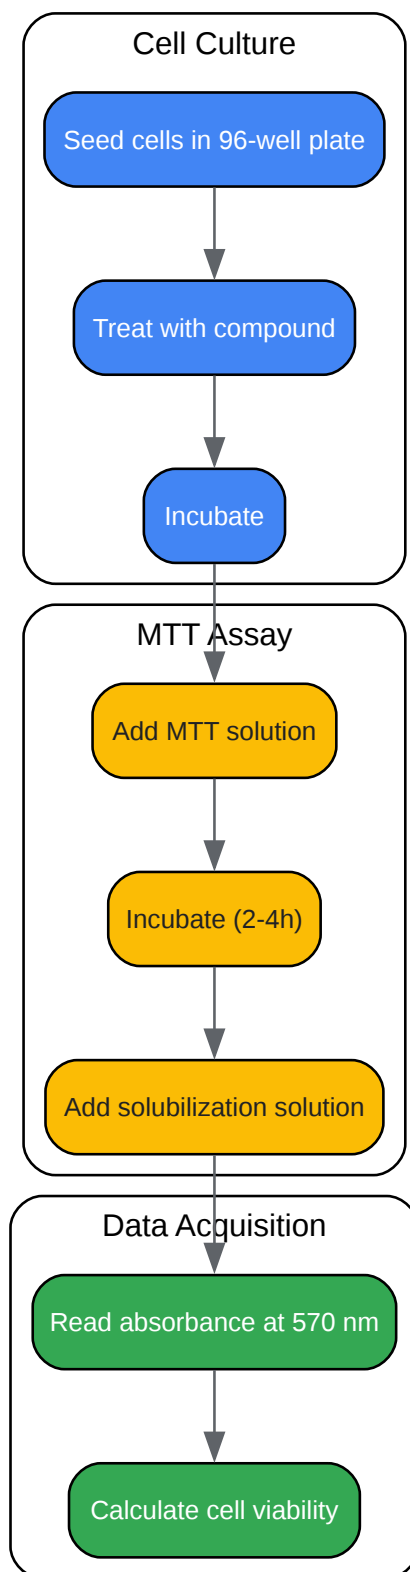 Cell Culture
Seed cells in 96-well plate
Treat with compound
Incubate
MTT Assay
Add MTT solution
Incubate (2-4h)
Add solubilization solution
Data Acquisition
Read absorbance at 570 nm
Calculate cell viability